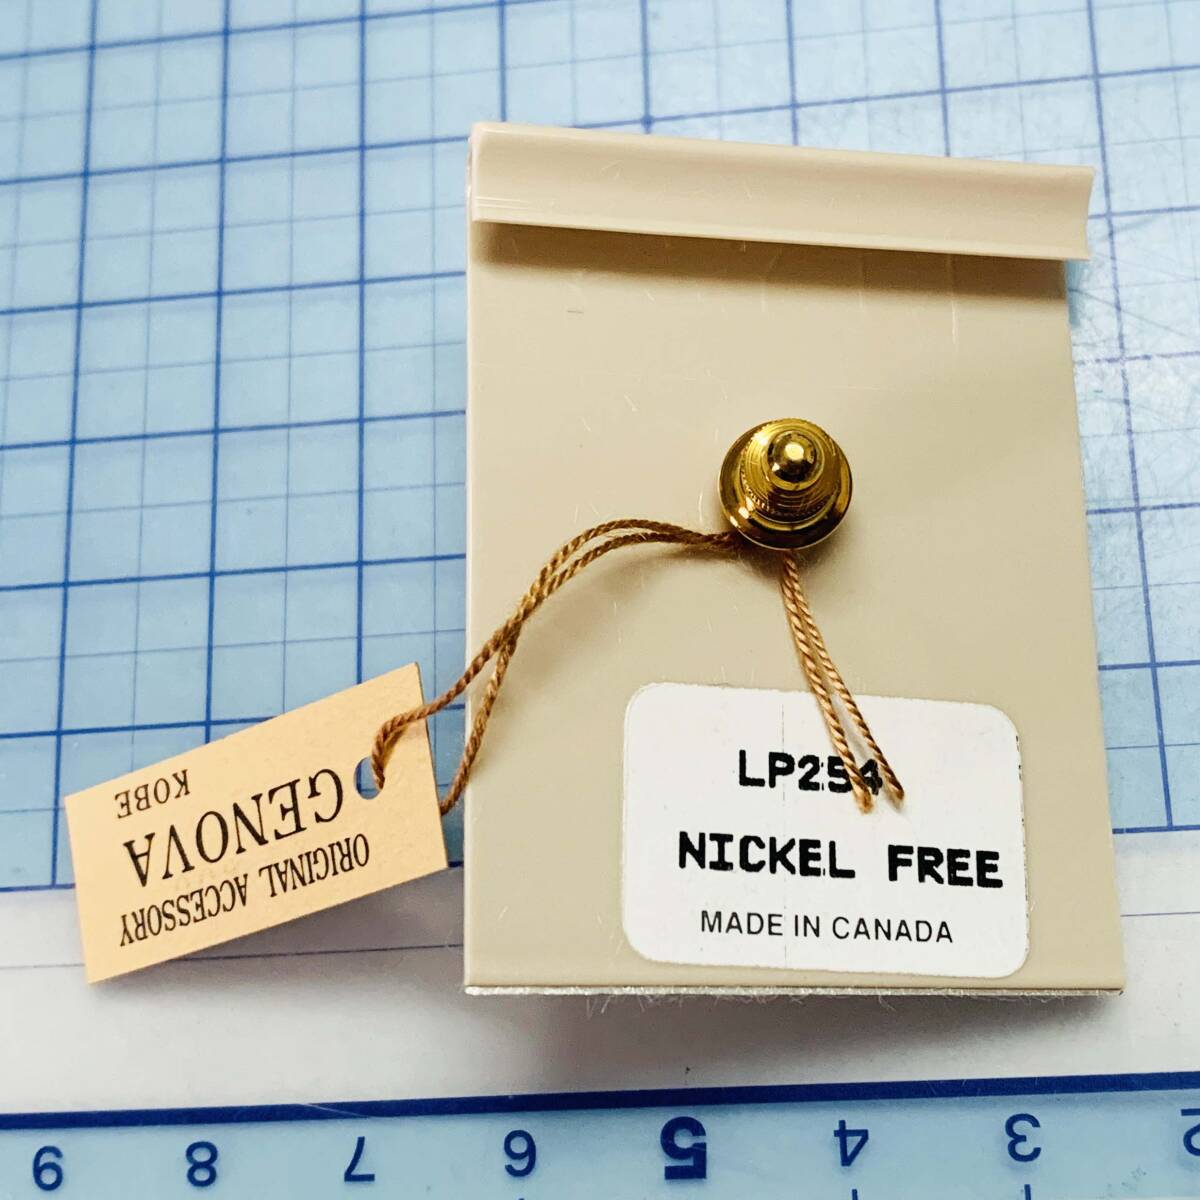 LP254
NICKEL FREE
MADE IN CANADA
ORIGINAL ACCESSORY
GENOVA
KOBE
9 8 7 6 5 4 3 2